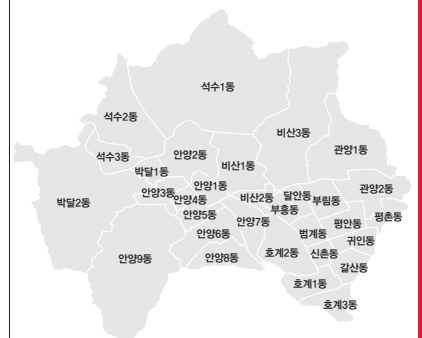 석수1동
석수2동
비산3동
관양1동
석수3동
안양2동
비산1동
박달1동
안양3동
안양1동
관양2동
박달2동
안양4동
비산2동
달안동
부림동
부흥동
안양5동
안양7동
평안동
평촌동
안양6동
범계동
귀인동
안양9동
안양8동
호계2동
신촌동
갈산동
호계1동
호계3동